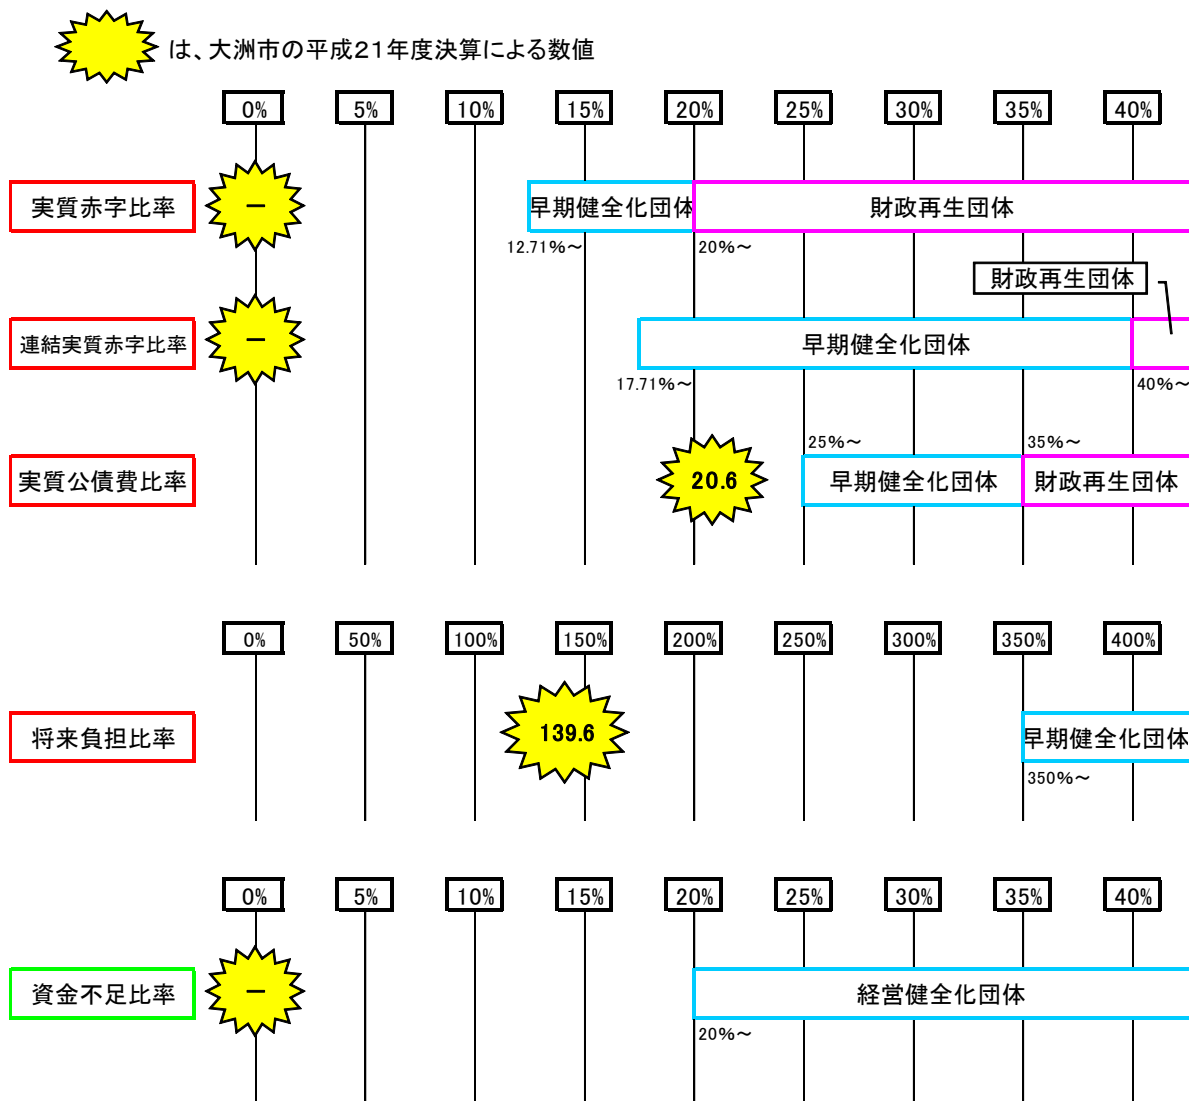 は、大洲市の平成21年度決算による数値
0% 5% 10% 15% 20% 25% 30% 35% 40%
実質赤字比率 － 早期健全化団体 財政再生団体
12.71%～ 20%～
財政再生団体
連結実質赤字比率 － 早期健全化団体
17.71%～ 40%～
25%～ 35%～
実質公債費比率 20.6 早期健全化団体 財政再生団体
0% 50% 100% 150% 200% 250% 300% 350% 400%
将来負担比率 139.6 早期健全化団体
350%～
0% 5% 10% 15% 20% 25% 30% 35% 40%
資金不足比率 － 経営健全化団体
20%～